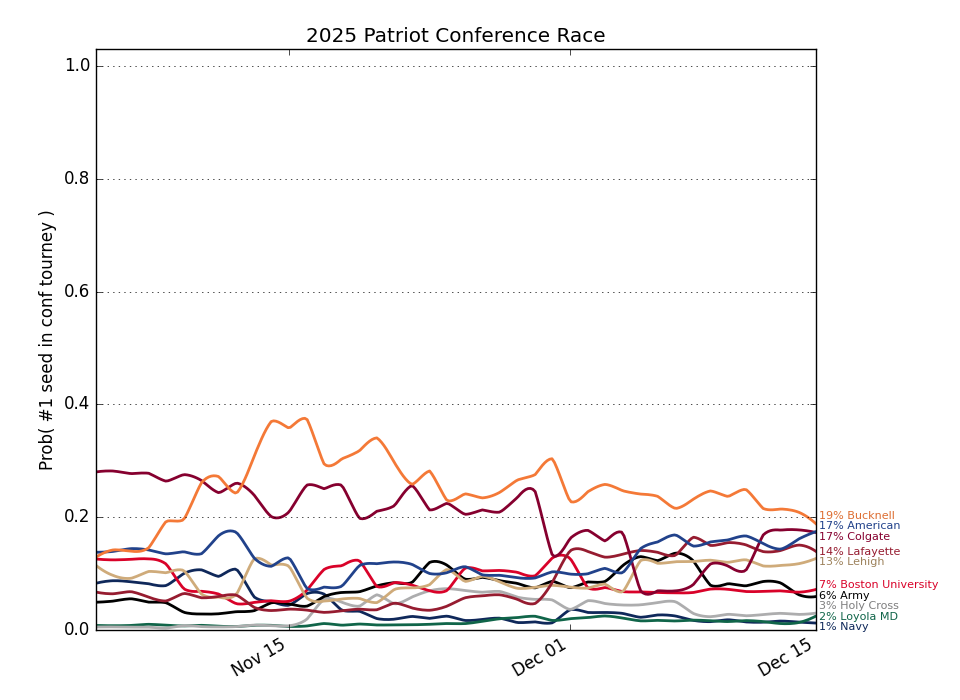 2025 Patriot Conference Race
Prob( #1 seed in conf tourney )
1.0
0.8
0.6
0.4
0.2
0.0
Nov 15
Dec 01
Dec 15
19% Bucknell
17% American
17% Colgate
14% Lafayette
13% Lehigh
7% Boston University
6% Army
3% Holy Cross
2% Loyola MD
1% Navy